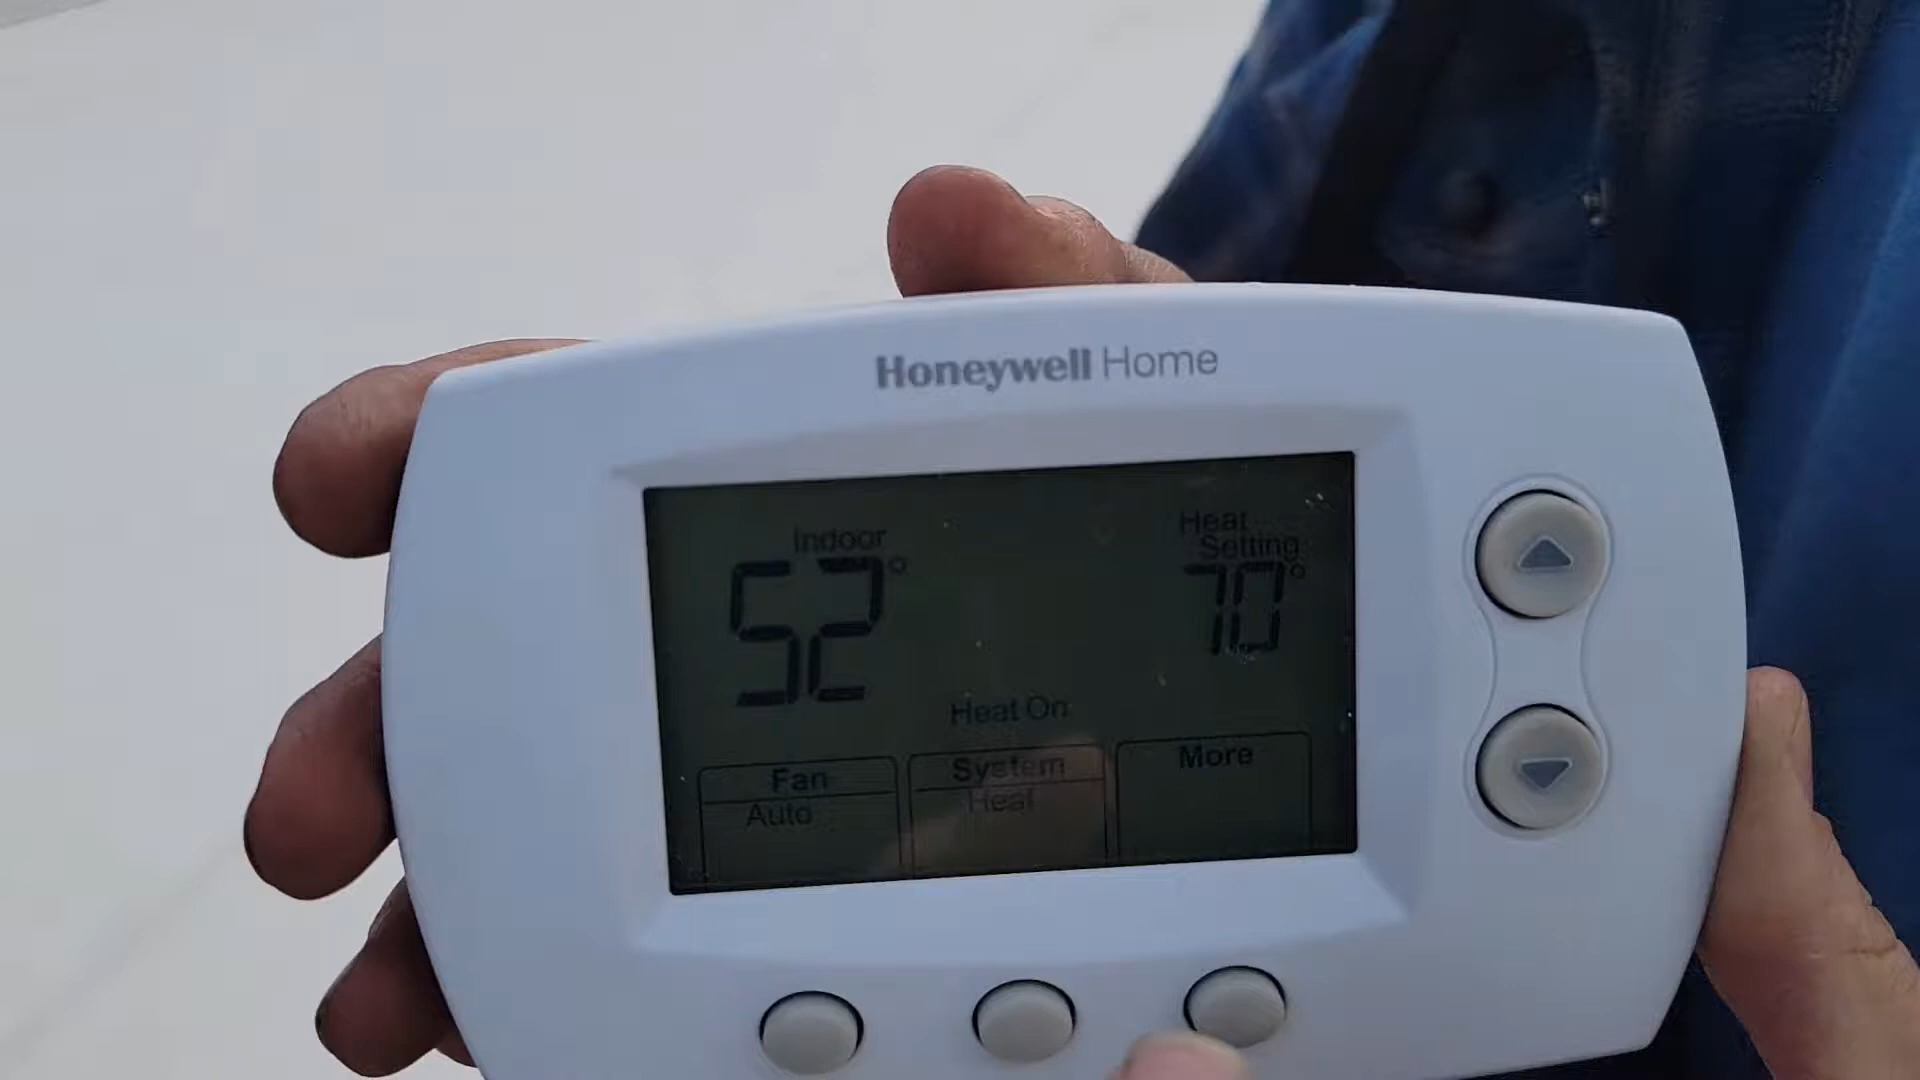 Honeywell Home
Indoor
52°
Heat
Setting
70°
Heat On
Fan
Auto
System
Heat
More